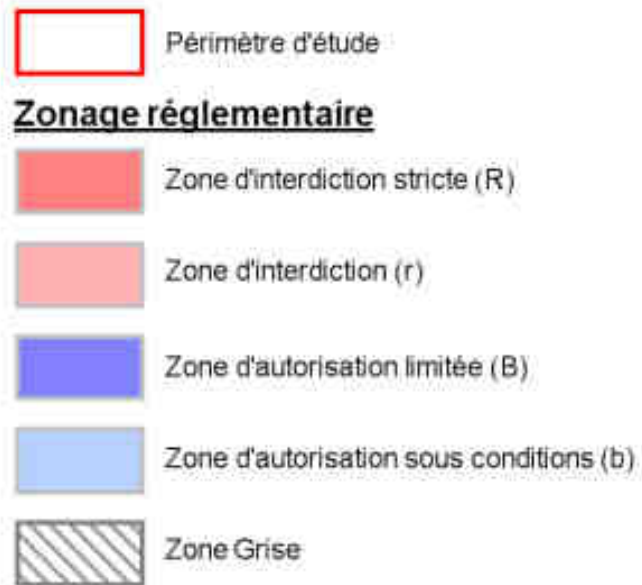 Périmètre d'étude
Zonage réglementaire
Zone d'interdiction stricte (R)
Zone d'interdiction (r)
Zone d'autorisation limitée (B)
Zone d'autorisation sous conditions (b)
Zone Grise